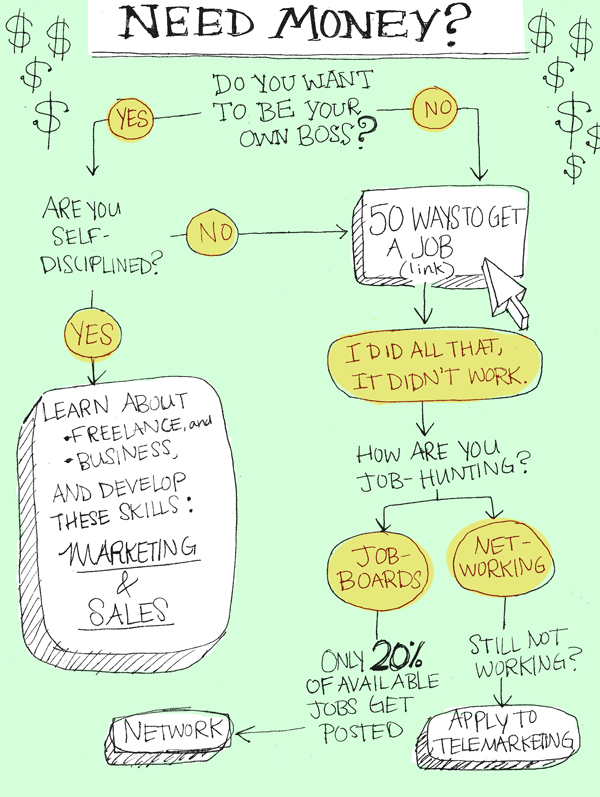 NEED MONEY?
DO YOU WANT
TO BE YOUR
OWN BOSS?
YES
NO
ARE YOU
SELF-
DISCIPLINED?
NO
50 WAYS TO GET
A JOB
(link)
YES
I DID ALL THAT,
IT DIDN'T WORK.
LEARN ABOUT
•FREELANCE, and
•BUSINESS,
AND DEVELOP
THESE SKILLS:
MARKETING
&
SALES
HOW ARE YOU
JOB-HUNTING?
JOB-
BOARDS
NET-
WORKING
ONLY 20%
OF AVAILABLE
JOBS GET
POSTED
STILL NOT
WORKING?
NETWORK
APPLY TO
TELEMARKETING